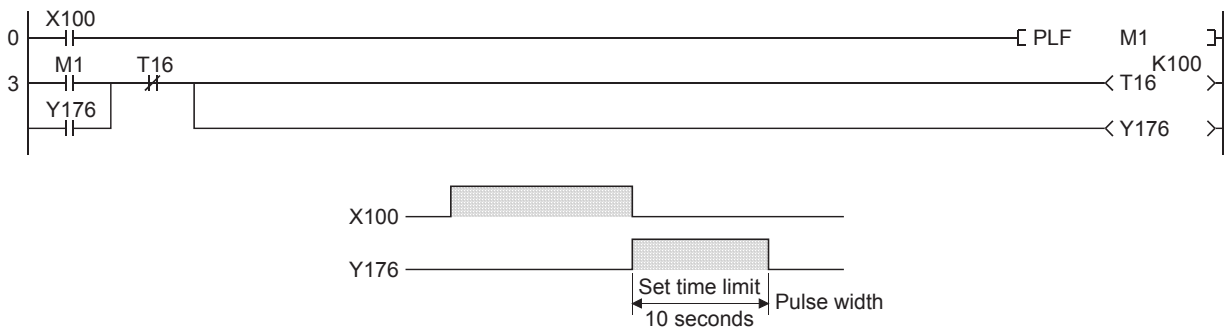 X100
0 PLF M1
M1 T16 K100
3 T16
Y176
Y176
X100
Y176
Set time limit
Pulse width
10 seconds